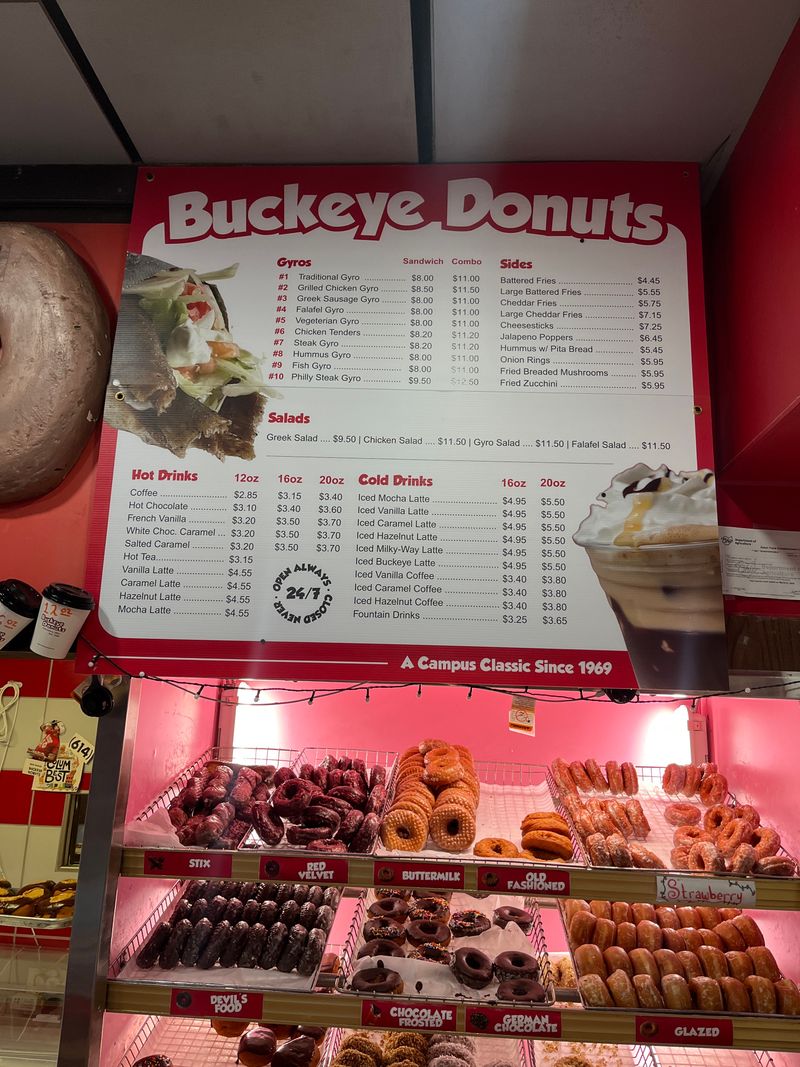 Buckeye Donuts
Gyros Sandwich Combo
#1 Traditional Gyro $8.00 $11.00
#2 Grilled Chicken Gyro $8.50 $11.50
#3 Greek Sausage Gyro $8.00 $11.00
#4 Falafel Gyro $8.00 $11.00
#5 Vegeterian Gyro $8.00 $11.00
#6 Chicken Tenders $8.20 $11.20
#7 Steak Gyro $8.20 $11.20
#8 Hummus Gyro $8.00 $11.00
#9 Fish Gyro $8.00 $11.00
#10 Philly Steak Gyro $9.50 $12.50
Sides
Battered Fries $4.45
Large Battered Fries $5.55
Cheddar Fries $5.75
Large Cheddar Fries $7.15
Cheesesticks $7.25
Jalapeno Poppers $6.45
Hummus w/ Pita Bread $5.45
Onion Rings $5.95
Fried Breaded Mushrooms $5.95
Fried Zucchini $5.95
Salads
Greek Salad .... $9.50 | Chicken Salad .... $11.50 | Gyro Salad .... $11.50 | Falafel Salad .... $11.50
Hot Drinks 12oz 16oz 20oz
Coffee $2.85 $3.15 $3.40
Hot Chocolate $3.10 $3.40 $3.60
French Vanilla $3.20 $3.50 $3.70
White Choc. Caramel $3.20 $3.50 $3.70
Salted Caramel $3.20 $3.50 $3.70
Hot Tea $3.15
Vanilla Latte $4.55
Caramel Latte $4.55
Hazelnut Latte $4.55
Mocha Latte $4.55
OPEN ALWAYS
24/7
CLOSED NEVER
Cold Drinks 16oz 20oz
Iced Mocha Latte $4.95 $5.50
Iced Vanilla Latte $4.95 $5.50
Iced Caramel Latte $4.95 $5.50
Iced Hazelnut Latte $4.95 $5.50
Iced Milky-Way Latte $4.95 $5.50
Iced Buckeye Latte $4.95 $5.50
Iced Vanilla Coffee $3.40 $3.80
Iced Caramel Coffee $3.40 $3.80
Iced Hazelnut Coffee $3.40 $3.80
Fountain Drinks $3.25 $3.65
A Campus Classic Since 1969
12 oz
Department of
Agriculture
(614)
BEST
STIX
RED
VELVET
BUTTERMILK
OLD
FASHIONED
Strawberry
DEVIL'S
FOOD
CHOCOLATE
FROSTED
GERMAN
CHOCOLATE
GLAZED